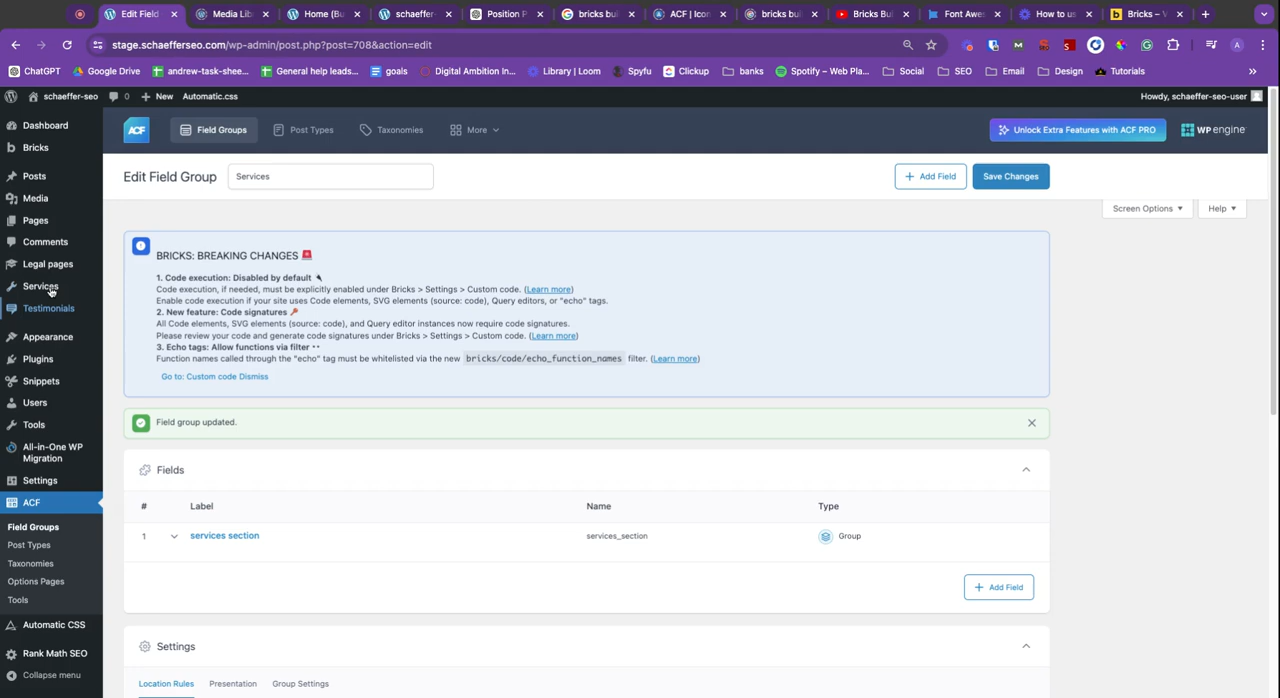 Edit Field
Media Lib
Home (Bu
schaeffer-
Position P
bricks bui
ACF | Icon
bricks bui
Bricks Bui
Font Awes
How to us
Bricks – V
stage.schaefferseo.com/wp-admin/post.php?post=708&action=edit
ChatGPT
Google Drive
andrew-task-shee...
General help leads...
goals
Digital Ambition In...
Library | Loom
Spyfu
Clickup
banks
Spotify – Web Pla...
Social
SEO
Email
Design
Tutorials
schaeffer-seo
0
New
Automatic.css
Howdy, schaeffer-seo-user
Dashboard
Bricks
Posts
Media
Pages
Comments
Legal pages
Services
Testimonials
Appearance
Plugins
Snippets
Users
Tools
All-in-One WP
Migration
Settings
ACF
Field Groups
Post Types
Taxonomies
Options Pages
Tools
Automatic CSS
Rank Math SEO
Collapse menu
ACF
Field Groups
Post Types
Taxonomies
More
Unlock Extra Features with ACF PRO
WP engine
Edit Field Group
Services
+ Add Field
Save Changes
Screen Options
Help
BRICKS: BREAKING CHANGES
1. Code execution: Disabled by default
Code execution, if needed, must be explicitly enabled under Bricks > Settings > Custom code. (Learn more)
Enable code execution if your site uses Code elements, SVG elements (source: code), Query editors, or "echo" tags.
2. New feature: Code signatures
All Code elements, SVG elements (source: code), and Query editor instances now require code signatures.
Please review your code and generate code signatures under Bricks > Settings > Custom code. (Learn more)
3. Echo tags: Allow functions via filter
Function names called through the "echo" tag must be whitelisted via the new bricks/code/echo_function_names filter. (Learn more)
Go to: Custom code Dismiss
Field group updated.
Fields
# Label Name Type
1 services section services_section Group
+ Add Field
Settings
Location Rules
Presentation
Group Settings